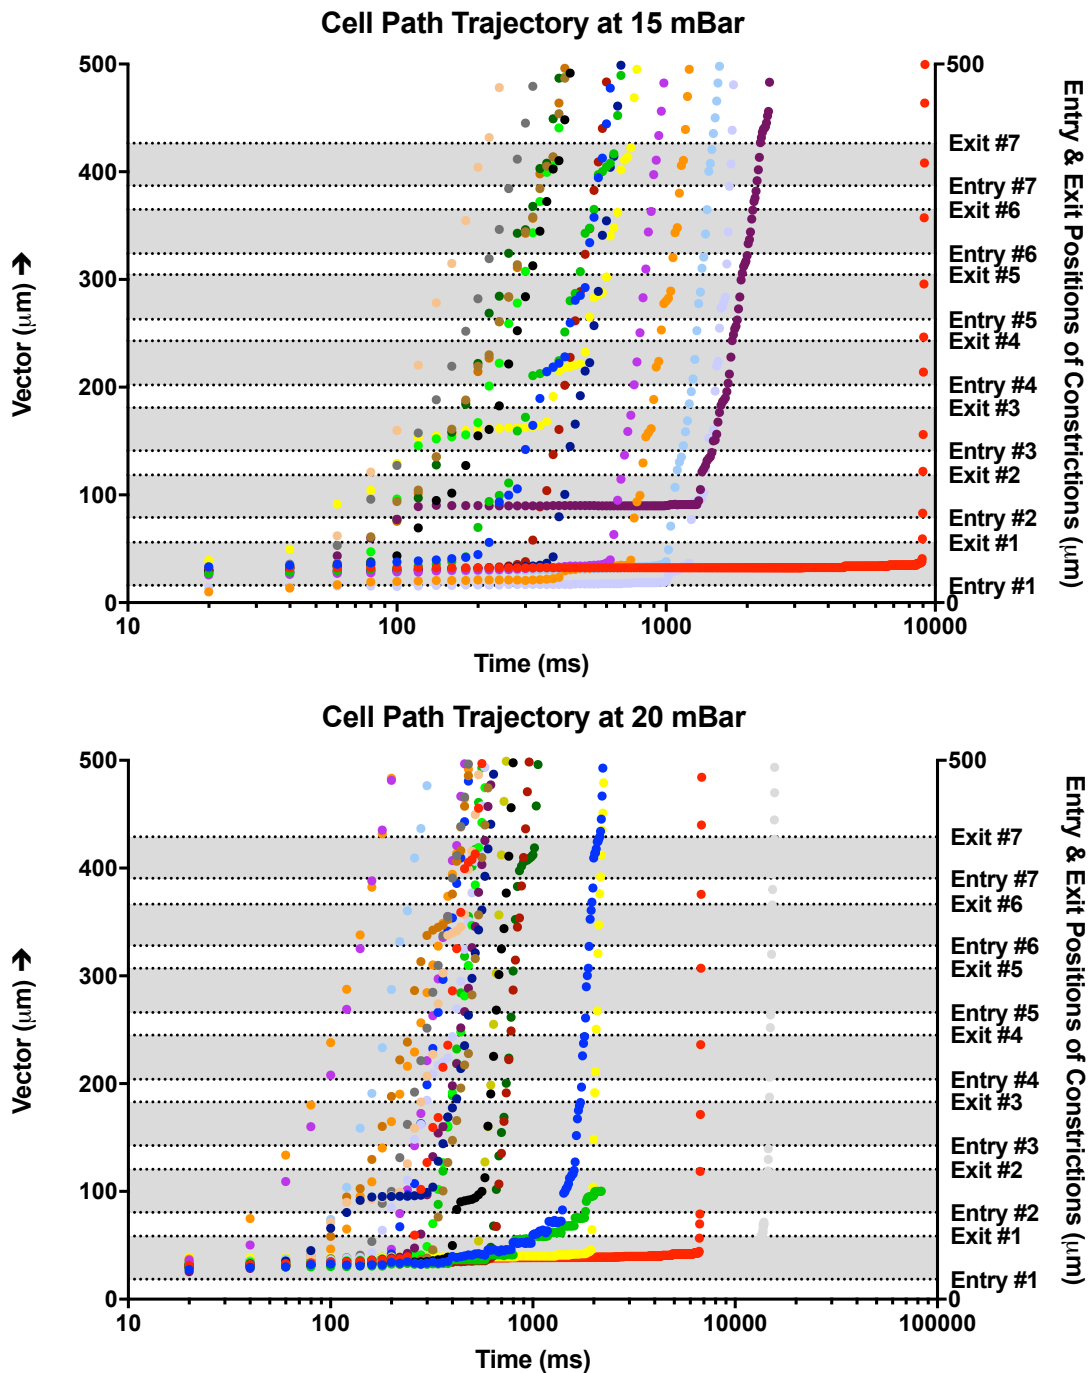 Cell Path Trajectory at 15 mBar
500
400
300
200
100
0
Vector (μm) ➔
10
100
1000
10000
Time (ms)
500
0
Exit #7
Entry #7
Exit #6
Entry #6
Exit #5
Entry #5
Exit #4
Entry #4
Exit #3
Entry #3
Exit #2
Entry #2
Exit #1
Entry #1
Entry & Exit Positions of Constrictions (μm)
Cell Path Trajectory at 20 mBar
500
400
300
200
100
0
Vector (μm) ➔
10
100
1000
10000
100000
Time (ms)
500
0
Exit #7
Entry #7
Exit #6
Entry #6
Exit #5
Entry #5
Exit #4
Entry #4
Exit #3
Entry #3
Exit #2
Entry #2
Exit #1
Entry #1
Entry & Exit Positions of Constrictions (μm)